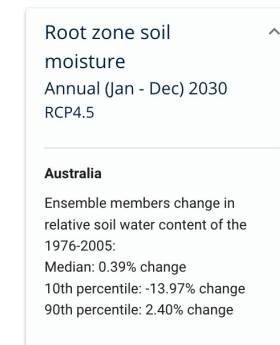 Root zone soil
moisture
Annual (Jan - Dec) 2030
RCP4.5
Australia
Ensemble members change in
relative soil water content of the
1976-2005:
Median: 0.39% change
10th percentile: -13.97% change
90th percentile: 2.40% change